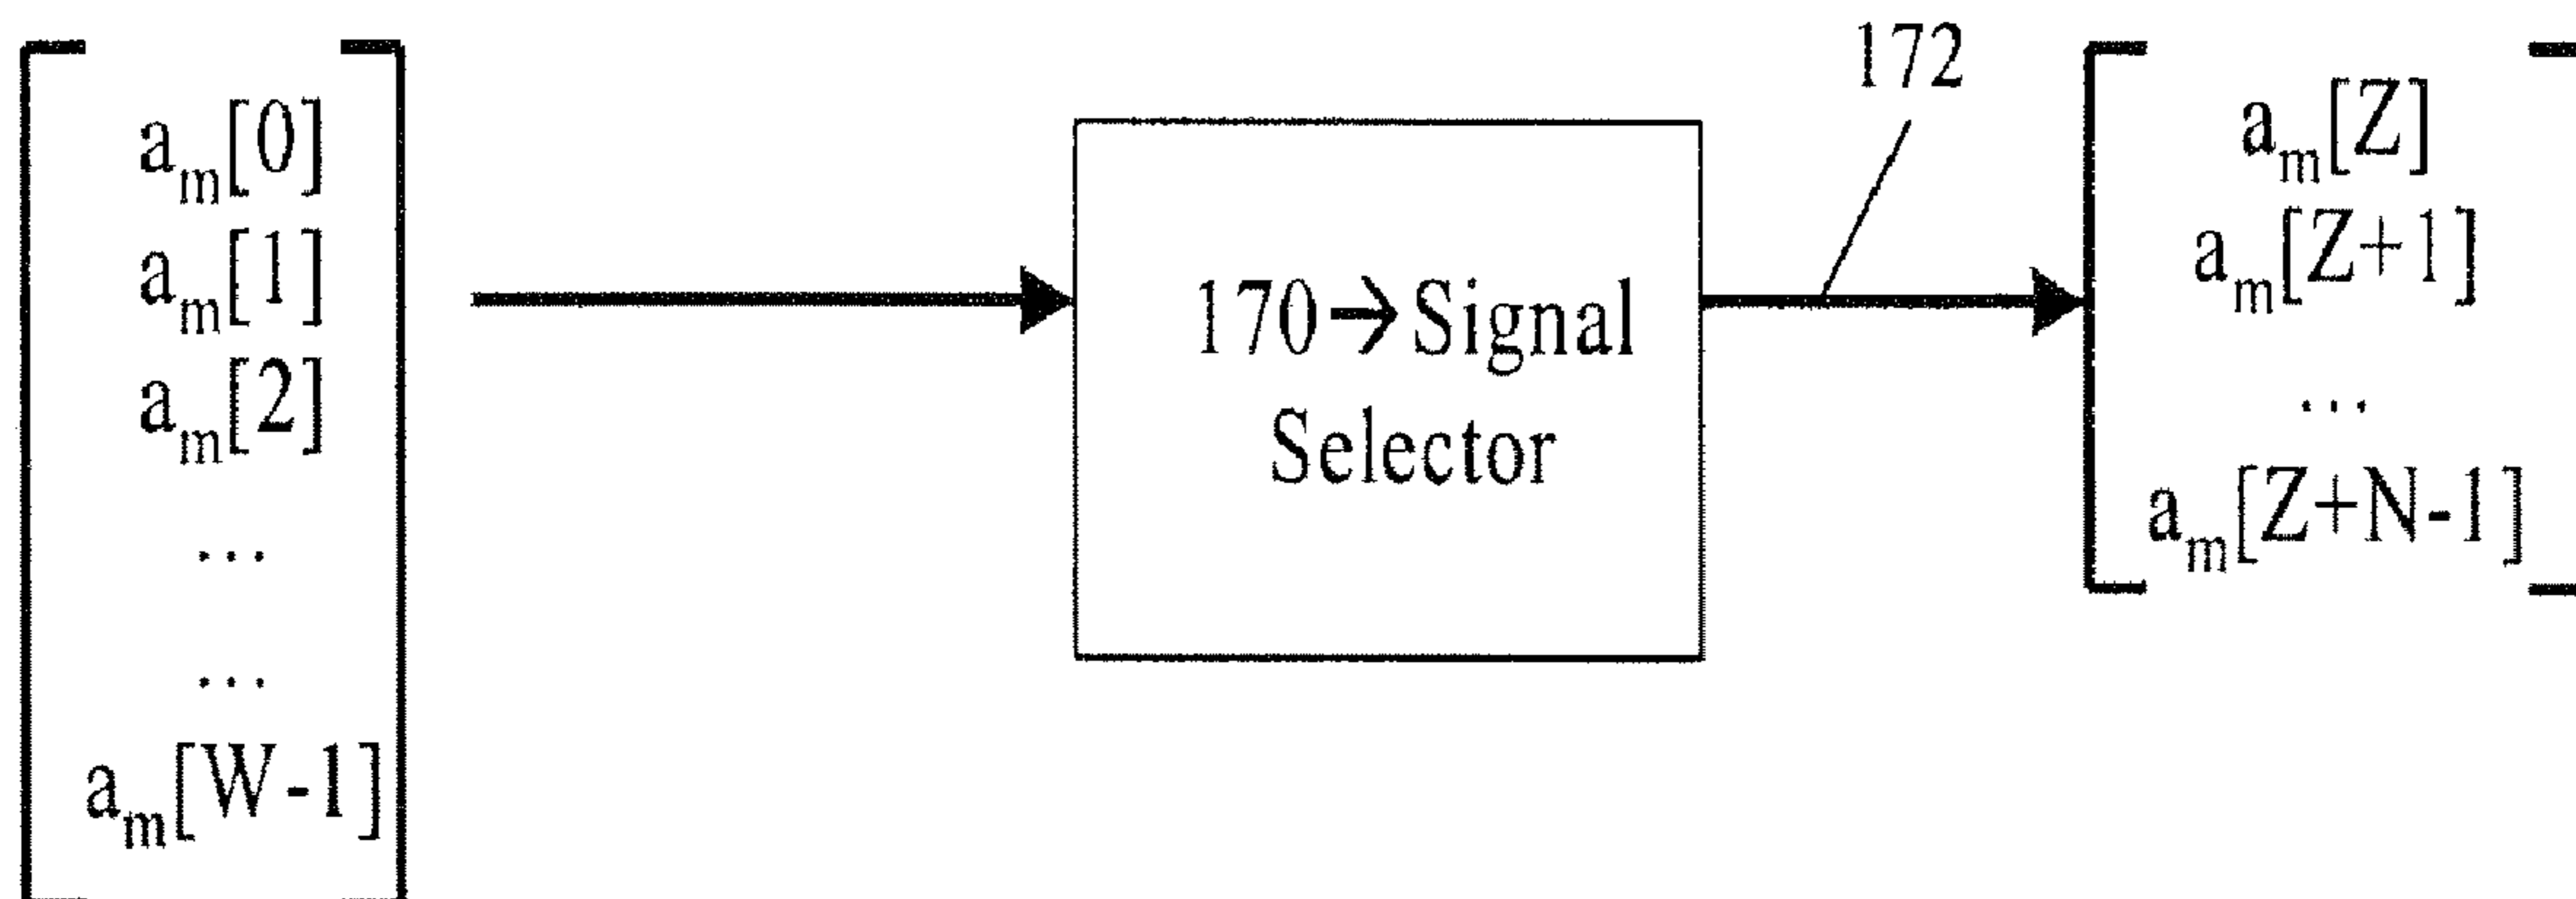 a_m[0]
a_m[1]
a_m[2]
...
...
a_m[W-1]
170→Signal
Selector
172
a_m[Z]
a_m[Z+1]
...
a_m[Z+N-1]